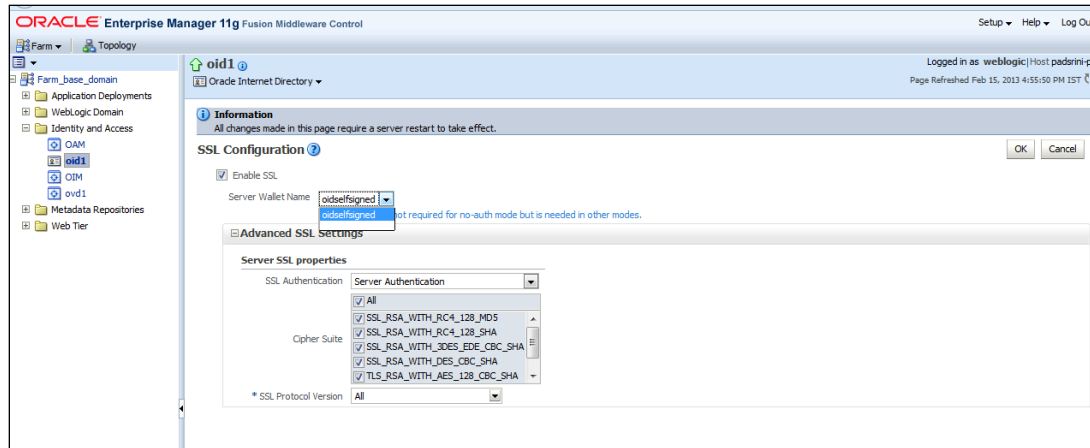 ORACLE Enterprise Manager 11g Fusion Middleware Control
Setup Help Log Ou
Farm Topology
Farm_base_domain
Application Deployments
WebLogic Domain
Identity and Access
OAM
oid1
OIM
ovd1
Metadata Repositories
Web Tier
oid1
Logged in as weblogic|Host padsrini-p
Oracle Internet Directory
Page Refreshed Feb 15, 2013 4:55:50 PM IST
Information
All changes made in this page require a server restart to take effect.
SSL Configuration
OK Cancel
Enable SSL
Server Wallet Name oidselfsigned
oidselfsigned not required for no-auth mode but is needed in other modes.
Advanced SSL Settings
Server SSL properties
SSL Authentication Server Authentication
All
SSL_RSA_WITH_RC4_128_MD5
SSL_RSA_WITH_RC4_128_SHA
Cipher Suite SSL_RSA_WITH_3DES_EDE_CBC_SHA
SSL_RSA_WITH_DES_CBC_SHA
TLS_RSA_WITH_AES_128_CBC_SHA
* SSL Protocol Version All